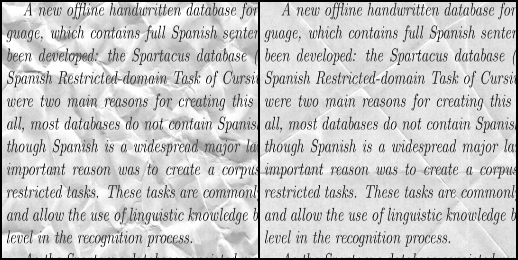 A new offline handwritten database for
guage, which contains full Spanish senter
been developed: the Spartacus database (
Spanish Restricted-domain Task of Cursi
were two main reasons for creating this
all, most databases do not contain Spanis
though Spanish is a widespread major la
important reason was to create a corpus
restricted tasks. These tasks are commonly
and allow the use of linguistic knowledge b
level in the recognition process.
A new offline handwritten database for
guage, which contains full Spanish senter
been developed: the Spartacus database (
Spanish Restricted-domain Task of Cursi
were two main reasons for creating this
all, most databases do not contain Spanis
though Spanish is a widespread major la
important reason was to create a corpus
restricted tasks. These tasks are commonly
and allow the use of linguistic knowledge b
level in the recognition process.